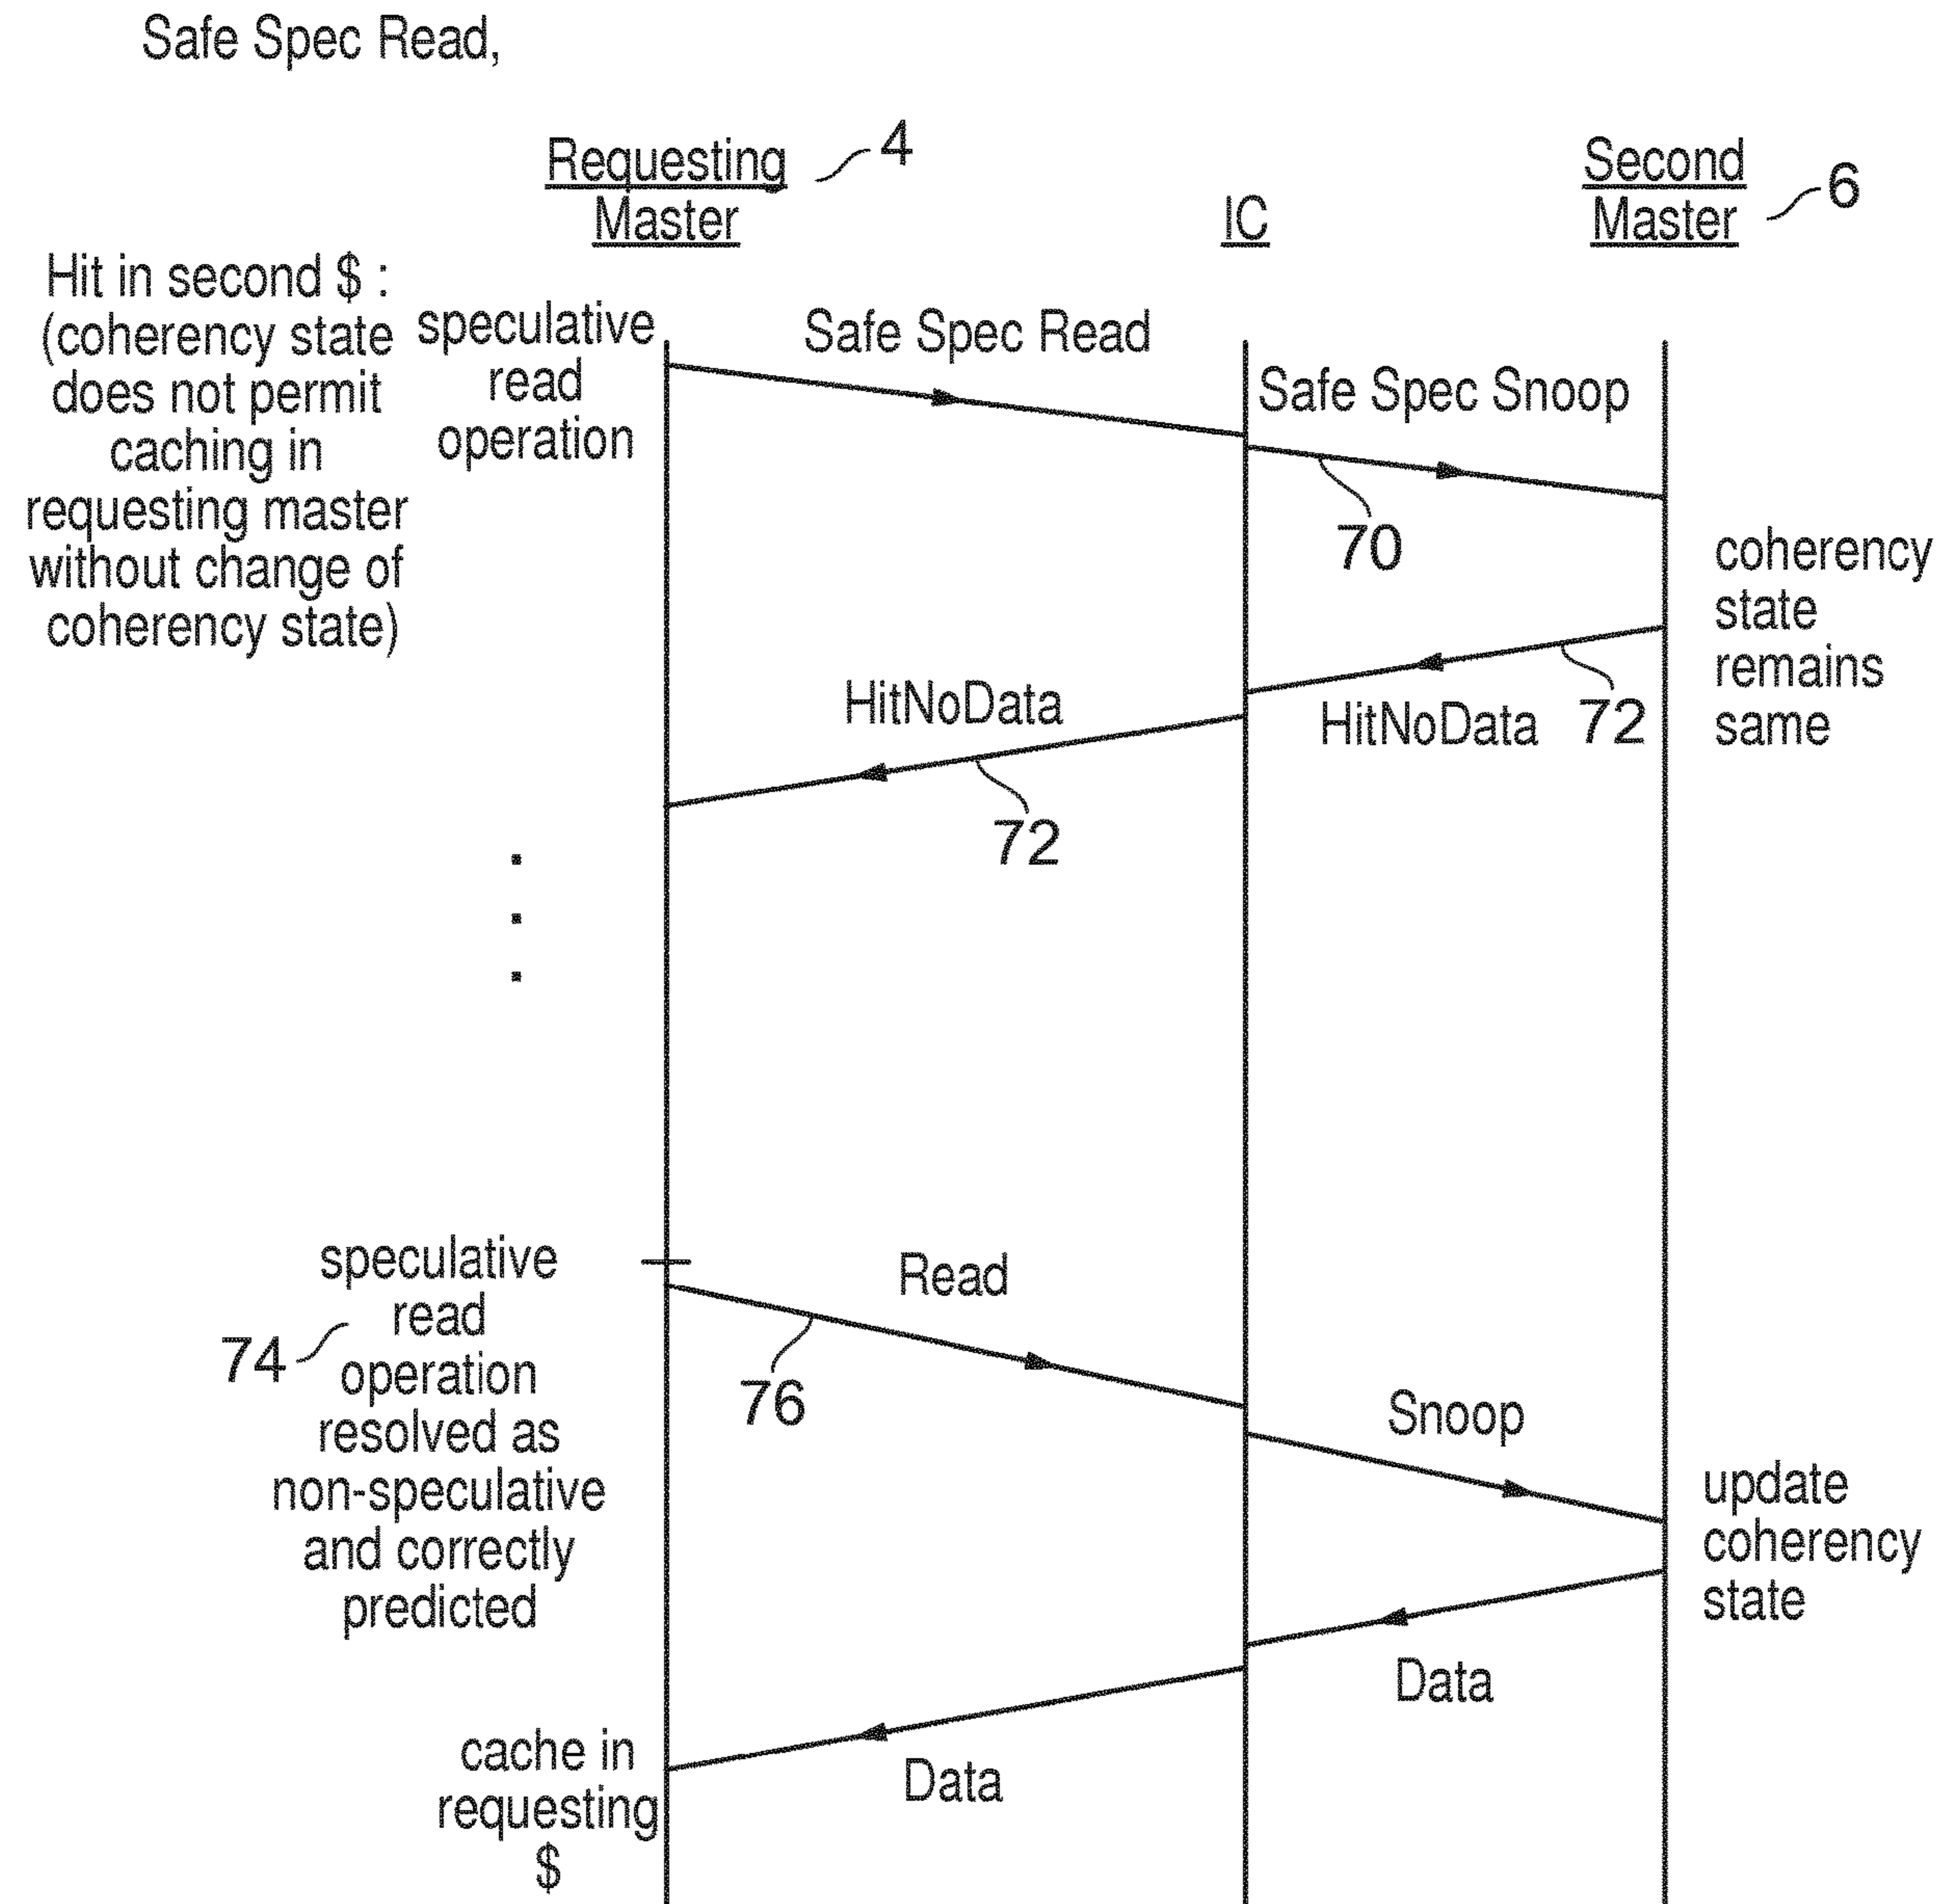 Safe Spec Read,
Requesting
Master
4
IC
Second
Master
6
Hit in second $ :
(coherency state
does not permit
caching in
requesting master
without change of
coherency state)
speculative
read
operation
Safe Spec Read
Safe Spec Snoop
70
coherency
state
remains
same
HitNoData
72
HitNoData
72
speculative
read
operation
resolved as
non-speculative
and correctly
predicted
74
Read
76
Snoop
update
coherency
state
Data
Data
cache in
requesting
$